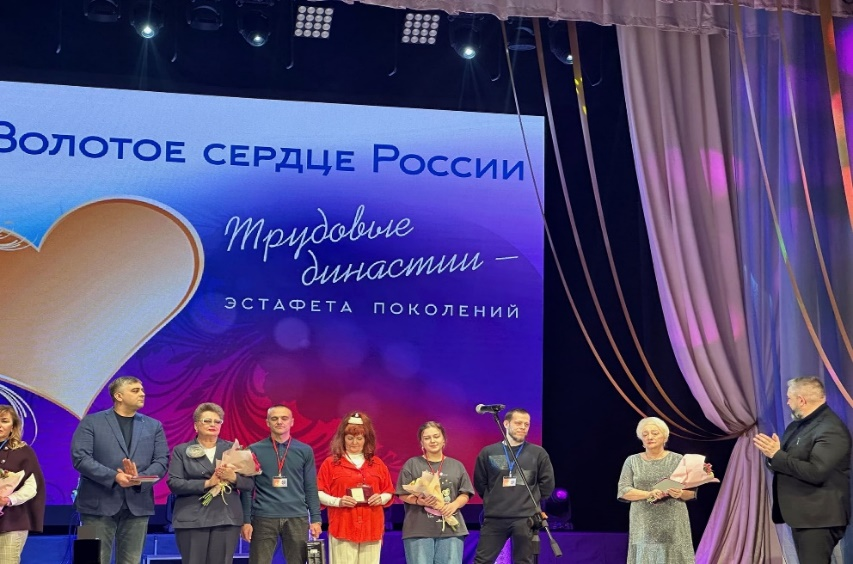 Золотое сердце России
Трудовые
династии –
ЭСТАФЕТА ПОКОЛЕНИЙ